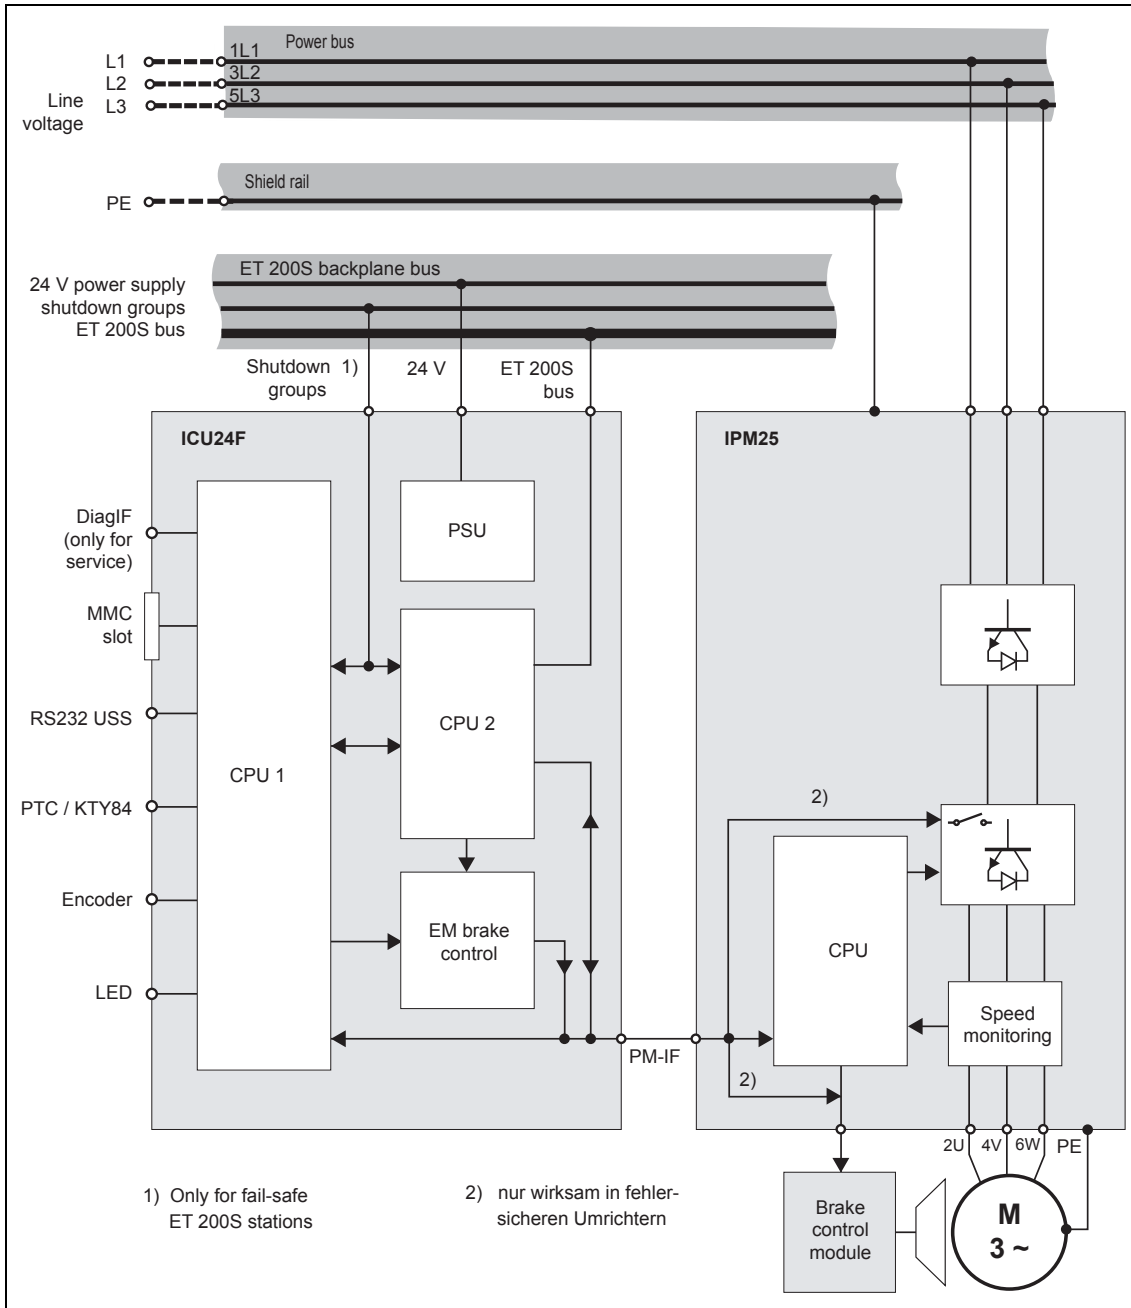 Power bus
L1
1L1
L2
3L2
L3
5L3
Line
voltage
Shield rail
PE
ET 200S backplane bus
24 V power supply
shutdown groups
ET 200S bus
Shutdown 1)
groups
24 V
ET 200S
bus
ICU24F
IPM25
DiagIF
(only for
service)
MMC
slot
RS232 USS
PTC / KTY84
Encoder
LED
CPU 1
PSU
CPU 2
EM brake
control
PM-IF
2)
2)
CPU
Speed
monitoring
2U
4V
6W
PE
Brake
control
module
M
3 ~
1) Only for fail-safe
ET 200S stations
2) nur wirksam in fehler-
sicheren Umrichtern